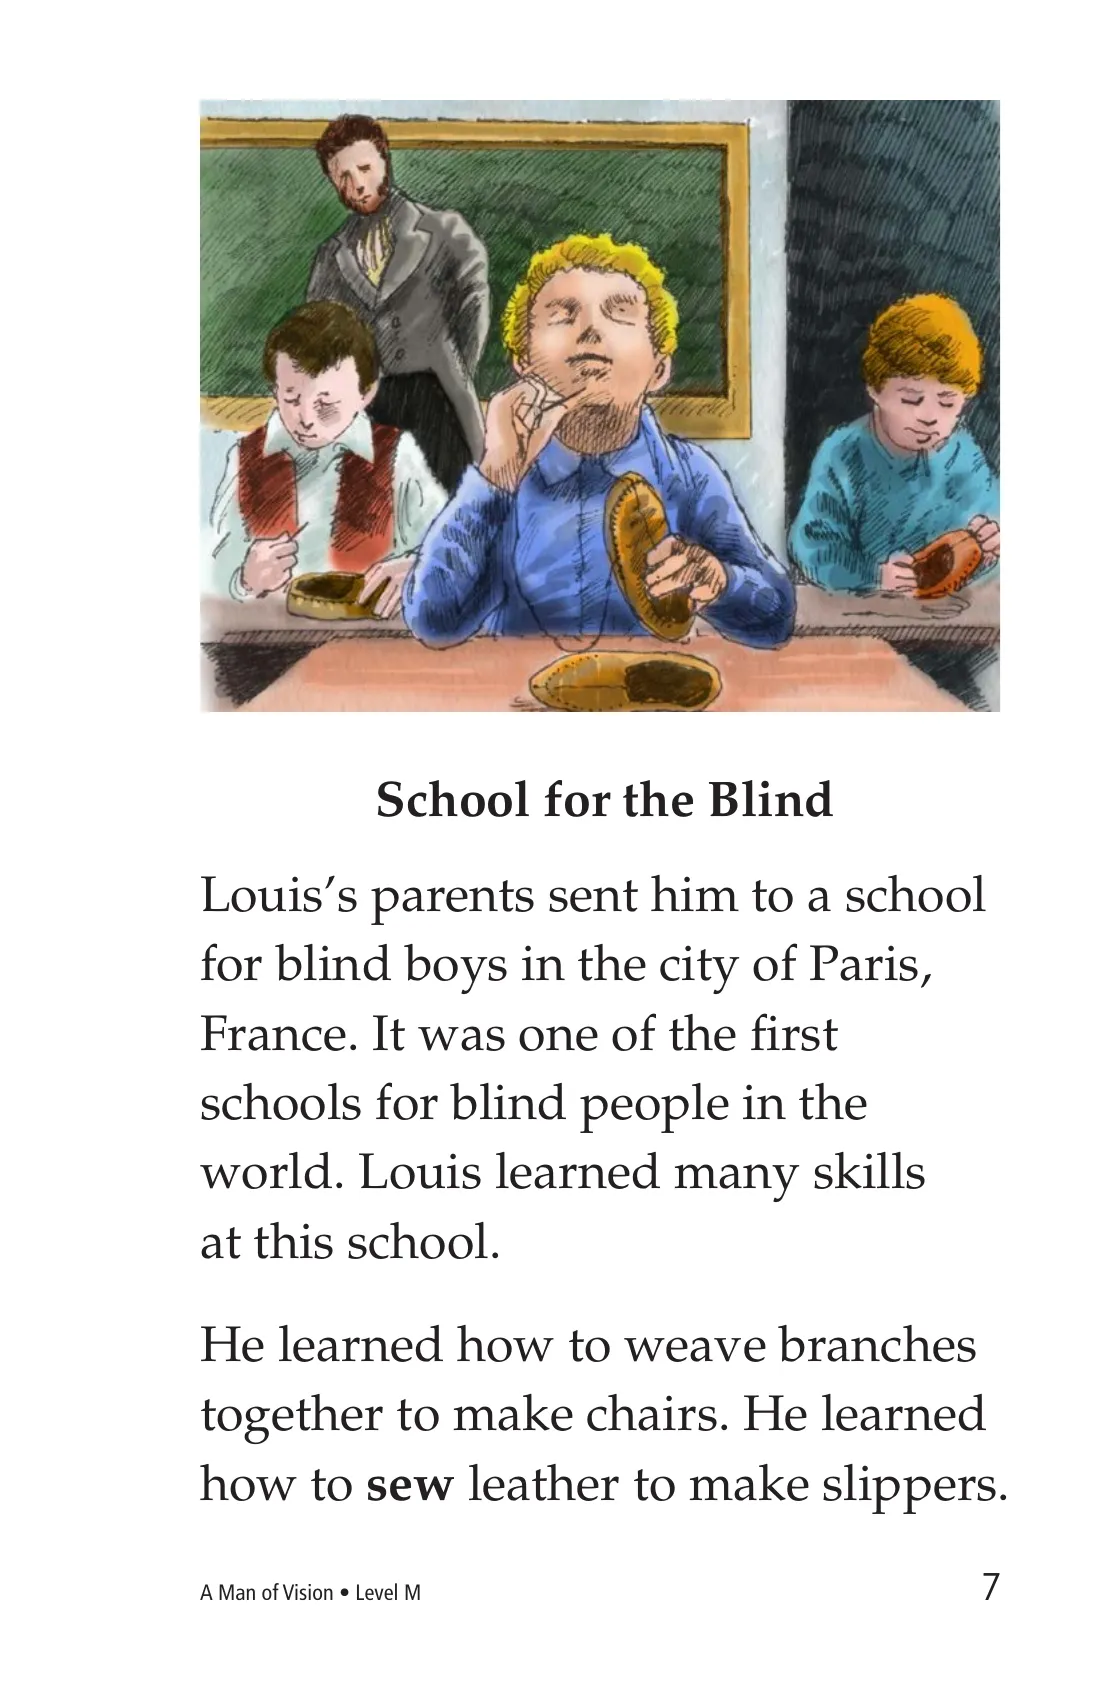 School for the Blind
Louis’s parents sent him to a school
for blind boys in the city of Paris,
France. It was one of the first
schools for blind people in the
world. Louis learned many skills
at this school.
He learned how to weave branches
together to make chairs. He learned
how to sew leather to make slippers.
A Man of Vision • Level M
7